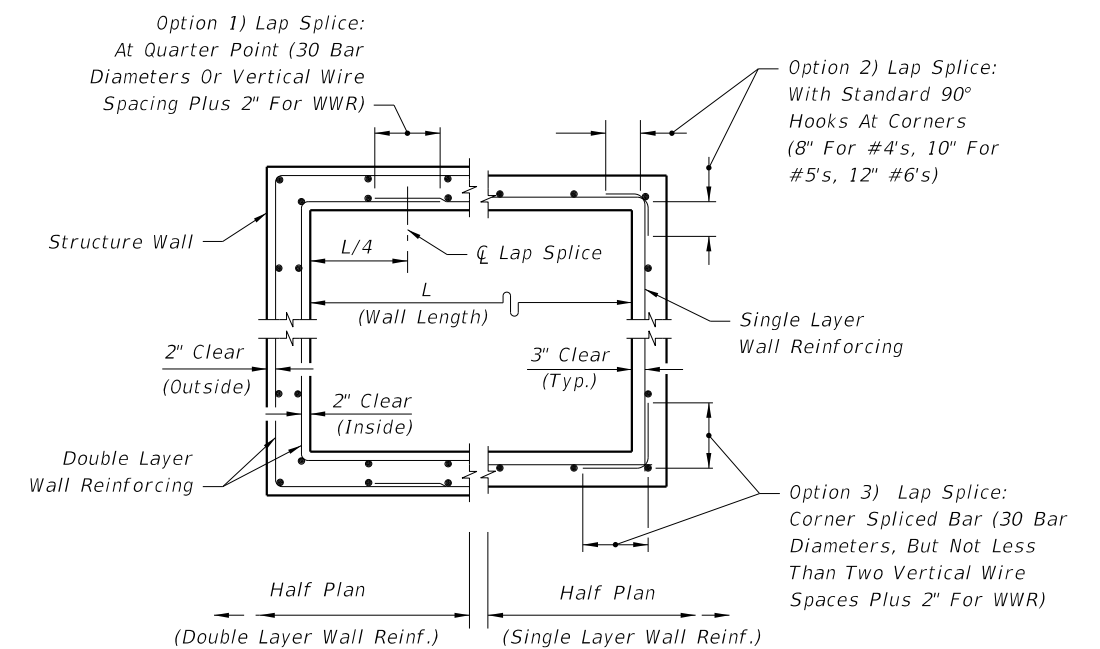 Option 1) Lap Splice:
At Quarter Point (30 Bar
Diameters Or Vertical Wire
Spacing Plus 2" For WWR)
Option 2) Lap Splice:
With Standard 90°
Hooks At Corners
(8" For #4's, 10" For
#5's, 12" #6's)
Structure Wall
L/4
℄ Lap Splice
L
(Wall Length)
Single Layer
Wall Reinforcing
2" Clear
(Outside)
3" Clear
(Typ.)
2" Clear
(Inside)
Double Layer
Wall Reinforcing
Option 3) Lap Splice:
Corner Spliced Bar (30 Bar
Diameters, But Not Less
Than Two Vertical Wire
Spaces Plus 2" For WWR)
Half Plan
(Double Layer Wall Reinf.)
Half Plan
(Single Layer Wall Reinf.)